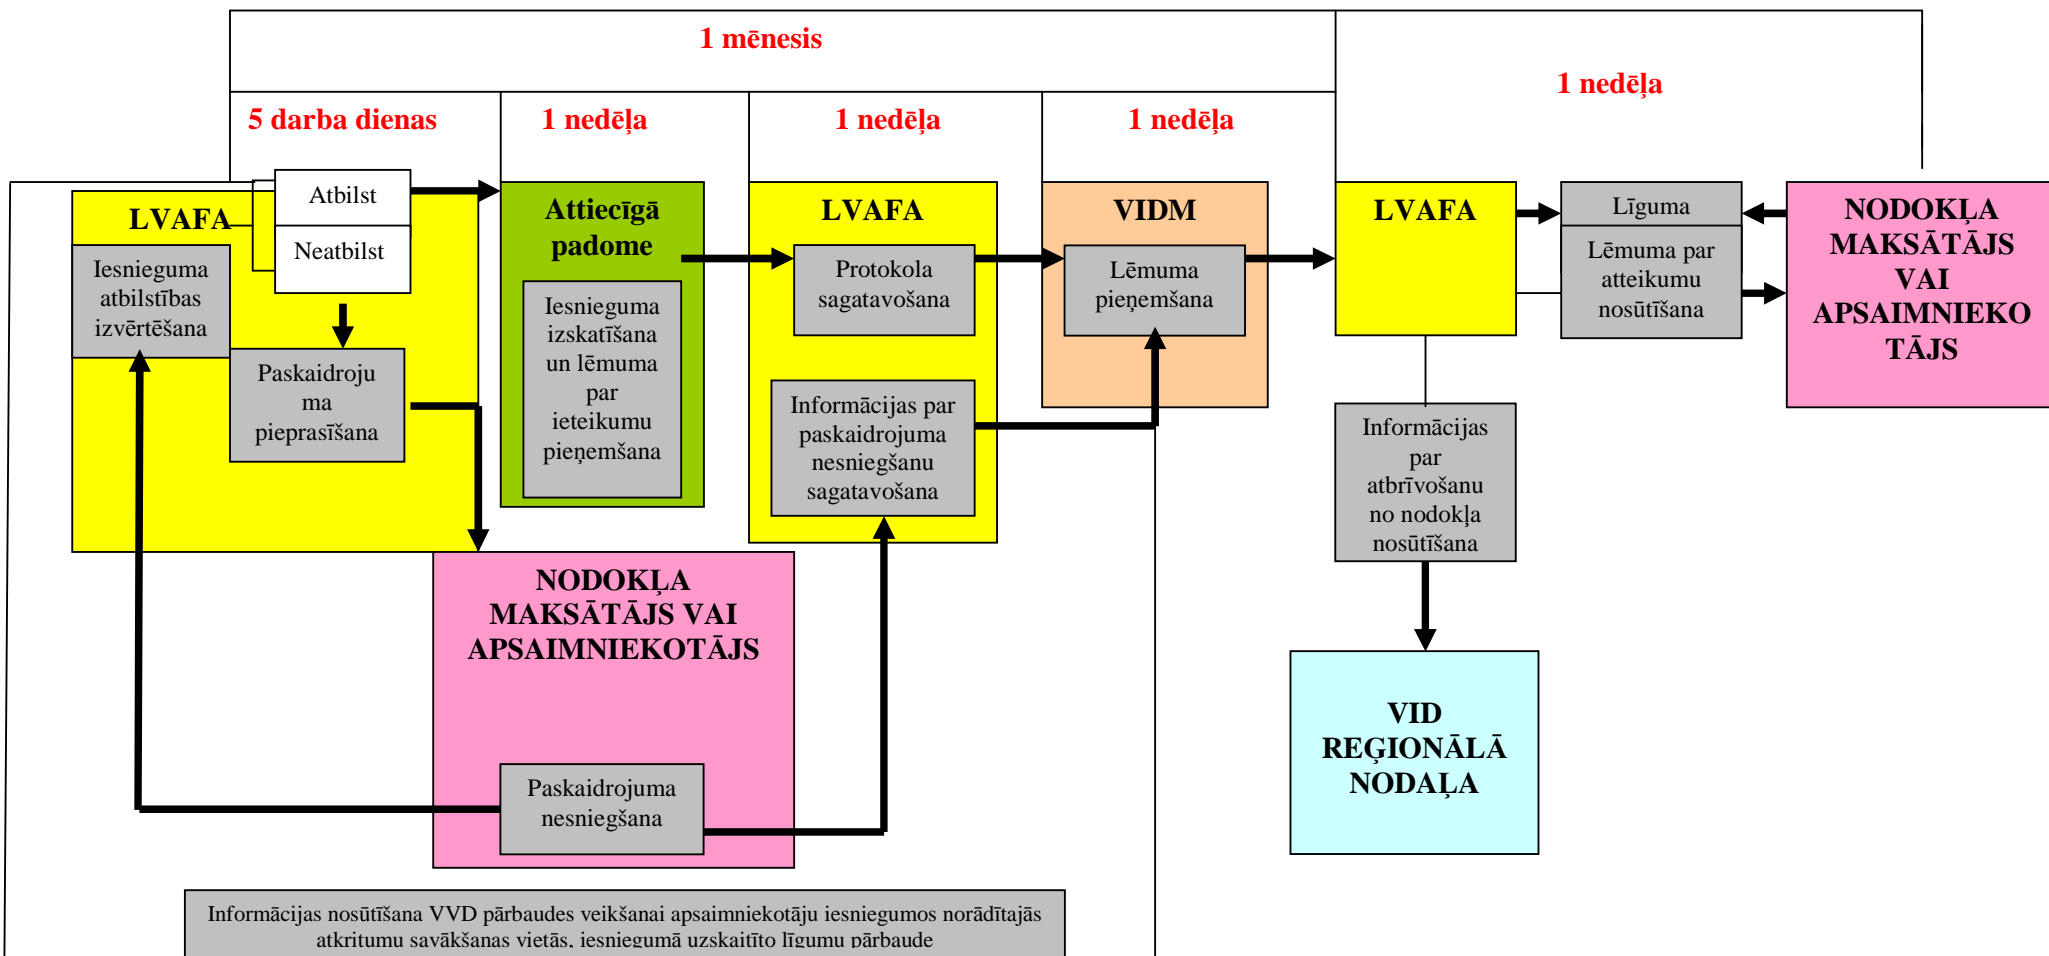 1 mēnesis
1 nedēļa
5 darba dienas
1 nedēļa
1 nedēļa
1 nedēļa
LVAFA
Atbilst
Neatbilst
Iesnieguma
atbilstības
izvērtēšana
Paskaidroju
ma
pieprasīšana
Attiecīgā
padome
Iesnieguma
izskatīšana
un lēmuma
par
ieteikumu
pieņemšana
LVAFA
Protokola
sagatavošana
Informācijas par
paskaidrojuma
nesniegšanu
sagatavošana
VIDM
Lēmuma
pieņemšana
LVAFA
Līguma
Lēmuma par
atteikumu
nosūtīšana
NODOKĻA
MAKSĀTĀJS
VAI
APSAIMNIEKO
TĀJS
Informācijas
par
atbrīvošanu
no nodokļa
nosūtīšana
NODOKĻA
MAKSĀTĀJS VAI
APSAIMNIEKOTĀJS
Paskaidrojuma
nesniegšana
VID
REĢIONĀLĀ
NODAĻA
Informācijas nosūtīšana VVD pārbaudes veikšanai apsaimniekotāju iesniegumos norādītajās
atkritumu savākšanas vietās, iesniegumā uzskaitīto līgumu pārbaude